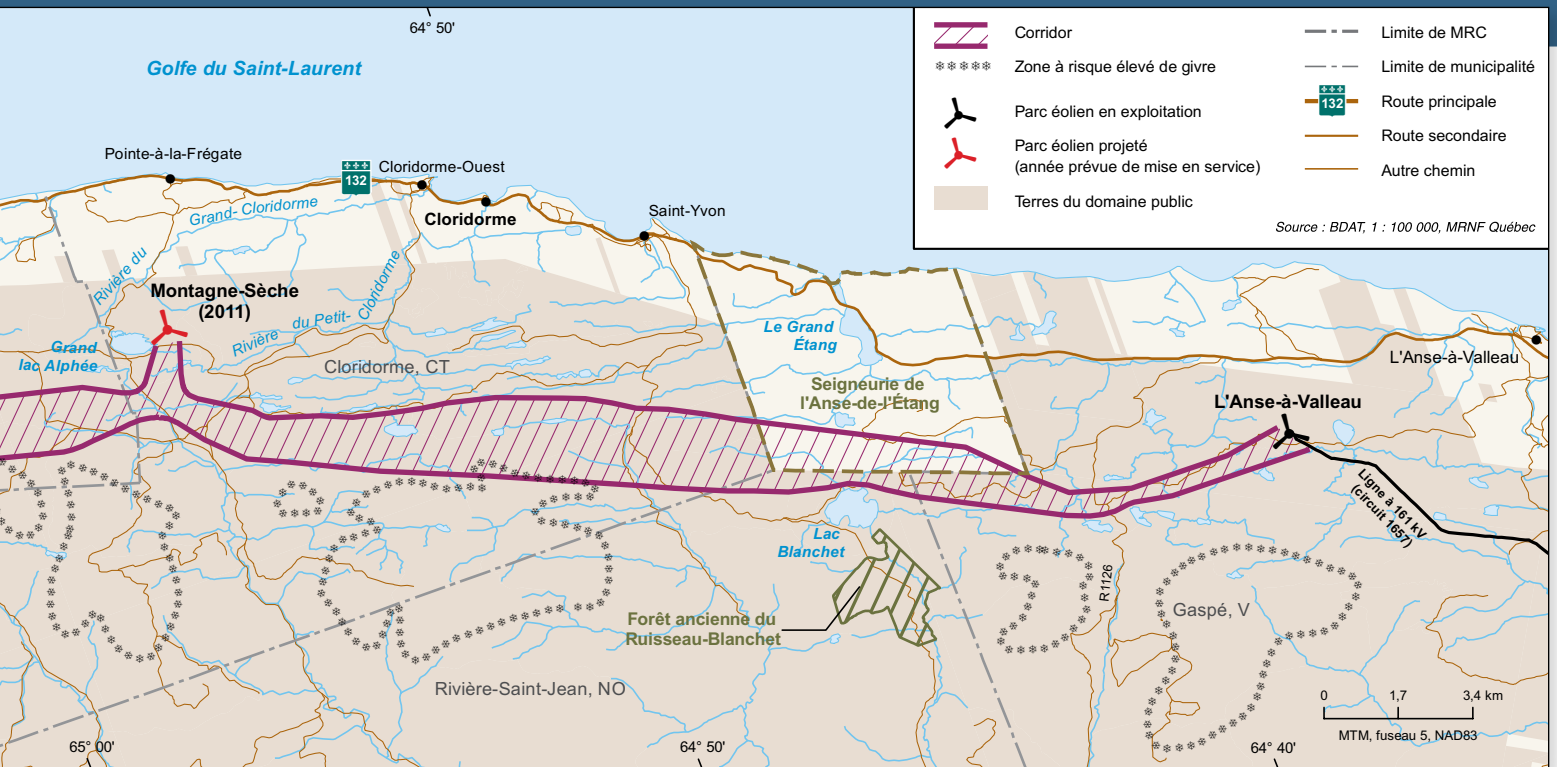 64° 50'
Golfe du Saint-Laurent
Corridor
Zone à risque élevé de givre
Parc éolien en exploitation
Parc éolien projeté
(année prévue de mise en service)
Terres du domaine public
Limite de MRC
Limite de municipalité
132
Route principale
Route secondaire
Autre chemin
Source : BDAT, 1 : 100 000, MRNF Québec
Pointe-à-la-Frégate
132
Cloridorme-Ouest
Grand- Cloridorme
Rivière du
Cloridorme
Saint-Yvon
Montagne-Sèche
(2011)
Rivière
du Petit-
Cloridorme
Grand
lac Alphée
Cloridorme, CT
Le Grand
Étang
Seigneurie de
l'Anse-de-l'Étang
L'Anse-à-Valleau
L'Anse-à-Valleau
Ligne à 161 kV
(circuit 1657)
Lac
Blanchet
Forêt ancienne du
Ruisseau-Blanchet
R1126
Gaspé, V
Rivière-Saint-Jean, NO
0
1,7
3,4 km
MTM, fuseau 5, NAD83
65° 00'
64° 50'
64° 40'